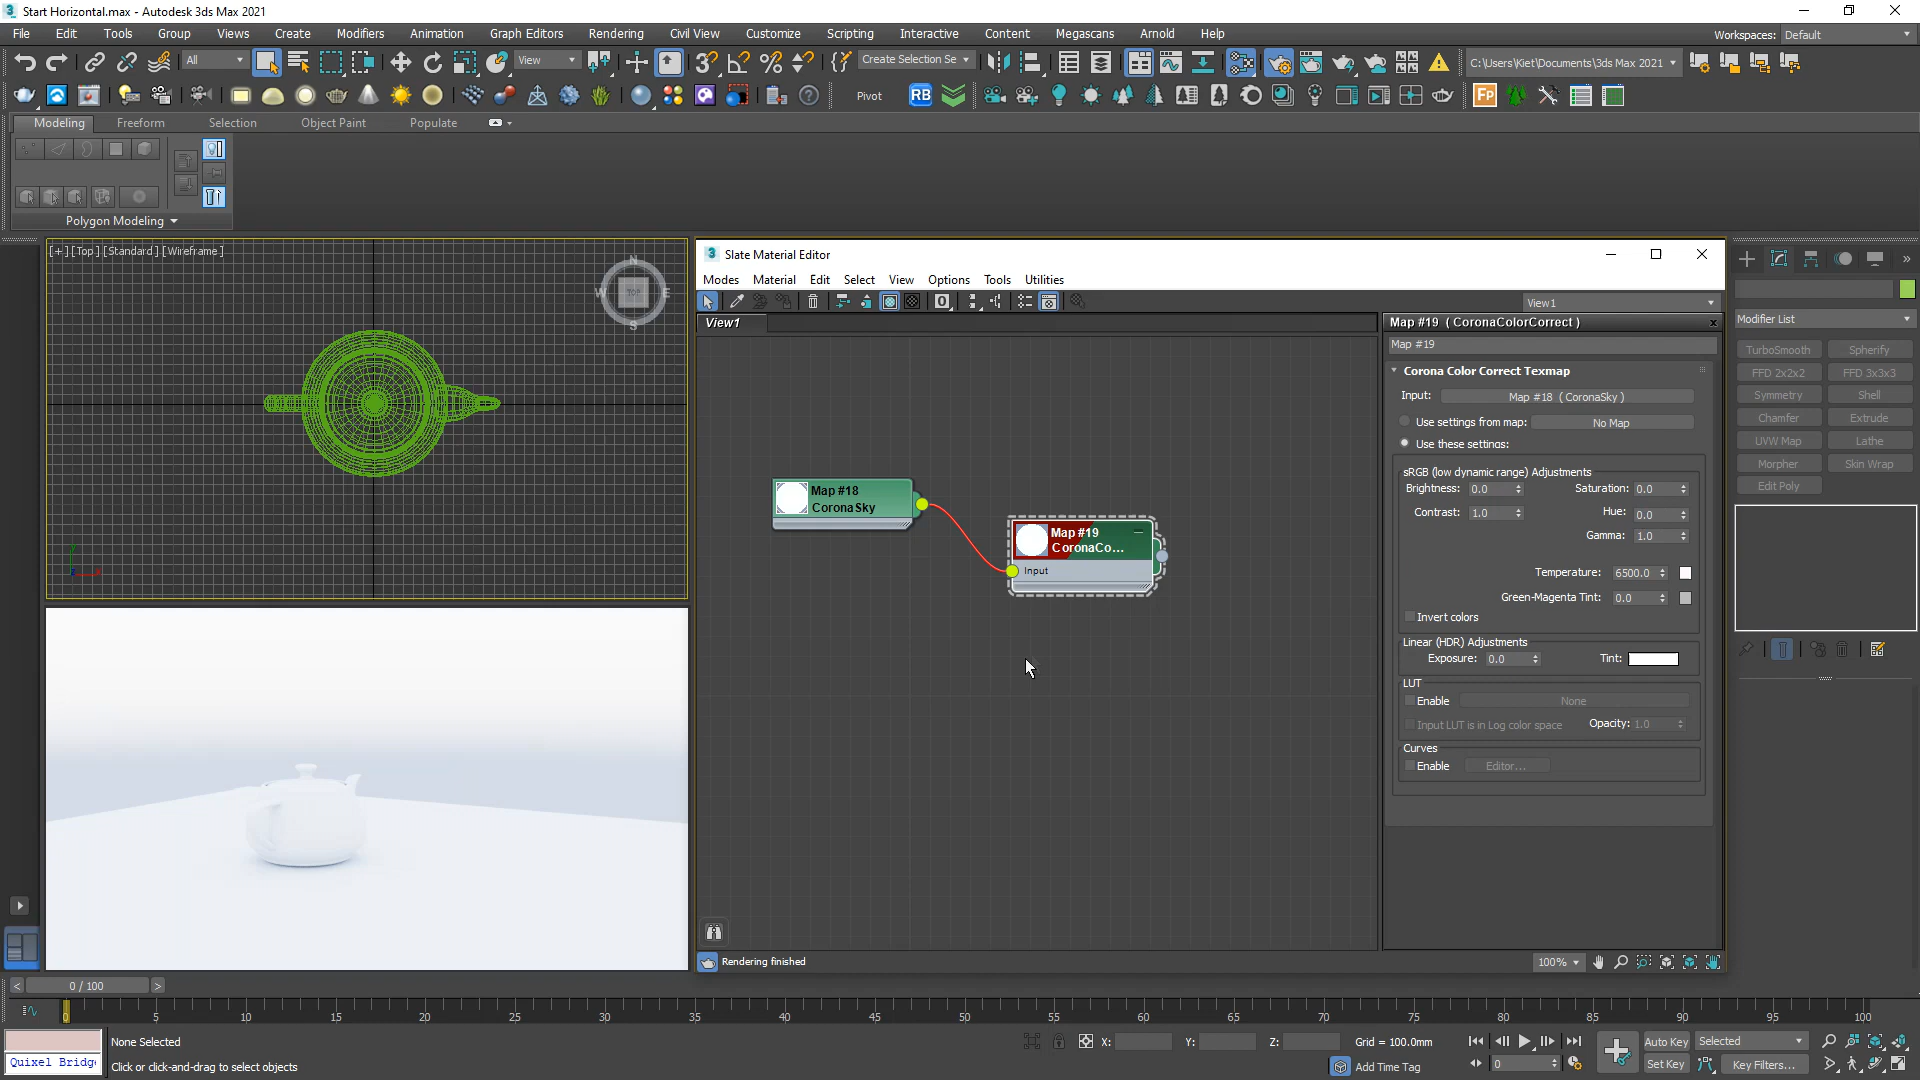 Start Horizontal.max - Autodesk 3ds Max 2021
File Edit Tools Group Views Create Modifiers Animation Graph Editors Rendering Civil View Customize Scripting Interactive Content Megascans Arnold Help
Workspaces: Default
All
View
Create Selection Se
C:\Users\Kiet\Documents\3ds Max 2021
Pivot
RB
Modeling Freeform Selection Object Paint Populate
Polygon Modeling
[+] [Top] [Standard] [Wireframe]
N
W TOP E
S
Slate Material Editor
Modes Material Edit Select View Options Tools Utilities
View1
View1
Map #19 ( CoronaColorCorrect )
Map #19
Corona Color Correct Texmap
Input: Map #18 ( CoronaSky )
Use settings from map: No Map
Use these settings:
sRGB (low dynamic range) Adjustments
Brightness: 0.0 Saturation: 0.0
Contrast: 1.0 Hue: 0.0
Gamma: 1.0
Temperature: 6500.0
Green-Magenta Tint: 0.0
Invert colors
Linear (HDR) Adjustments
Exposure: 0.0 Tint:
LUT
Enable None
Input LUT is in Log color space Opacity: 1.0
Curves
Enable Editor...
Map #18
CoronaSky
Map #19
CoronaCo...
Input
Rendering finished
100%
Modifier List
TurboSmooth Spherify
FFD 2x2x2 FFD 3x3x3
Symmetry Shell
Chamfer Extrude
UVW Map Lathe
Morpher Skin Wrap
Edit Poly
0 / 100
0 5 10 15 20 25 30 35 40 45 50 55 60 65 70 75 80 85 90 95 100
None Selected
Quixel Bridg
Click or click-and-drag to select objects
X: Y: Z: Grid = 100.0mm
Add Time Tag
Auto Key Selected
0
Set Key Key Filters...